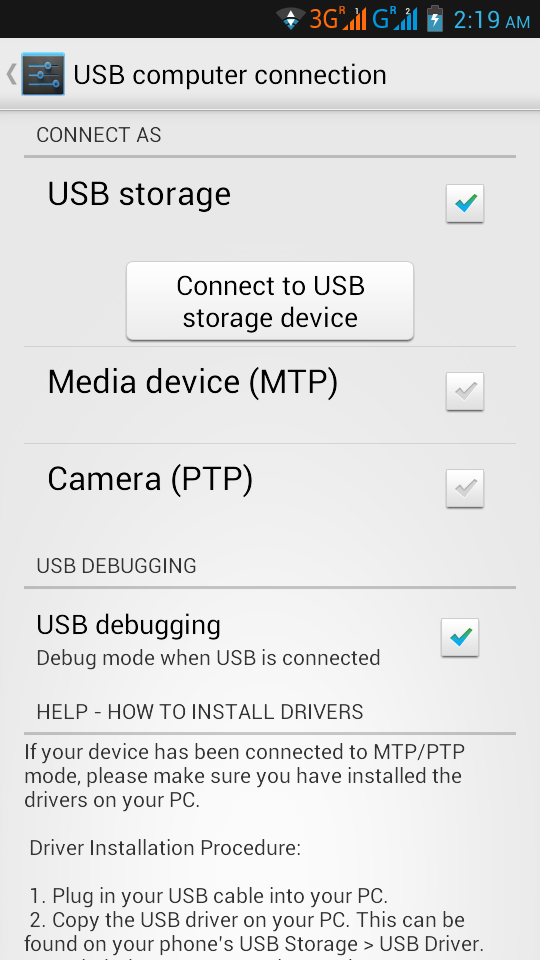 3G R 1 G R 2 2:19 AM
USB computer connection
CONNECT AS
USB storage
Connect to USB
storage device
Media device (MTP)
Camera (PTP)
USB DEBUGGING
USB debugging
Debug mode when USB is connected
HELP - HOW TO INSTALL DRIVERS
If your device has been connected to MTP/PTP
mode, please make sure you have installed the
drivers on your PC.
Driver Installation Procedure:
1. Plug in your USB cable into your PC.
2. Copy the USB driver on your PC. This can be
found on your phone's USB Storage > USB Driver.